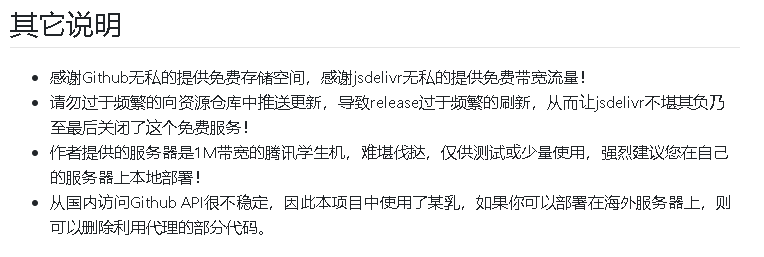 其它说明
感谢Github无私的提供免费存储空间，感谢jsdelivr无私的提供免费带宽流量！
请勿过于频繁的向资源仓库中推送更新，导致release过于频繁的刷新，从而让jsdelivr不堪其负乃
至最后关闭了这个免费服务！
作者提供的服务器是1M带宽的腾讯学生机，难堪伐挞，仅供测试或少量使用，强烈建议您在自己
的服务器上本地部署！
从国内访问Github API很不稳定，因此本项目中使用了某乳，如果你可以部署在海外服务器上，则
可以删除利用代理的部分代码。